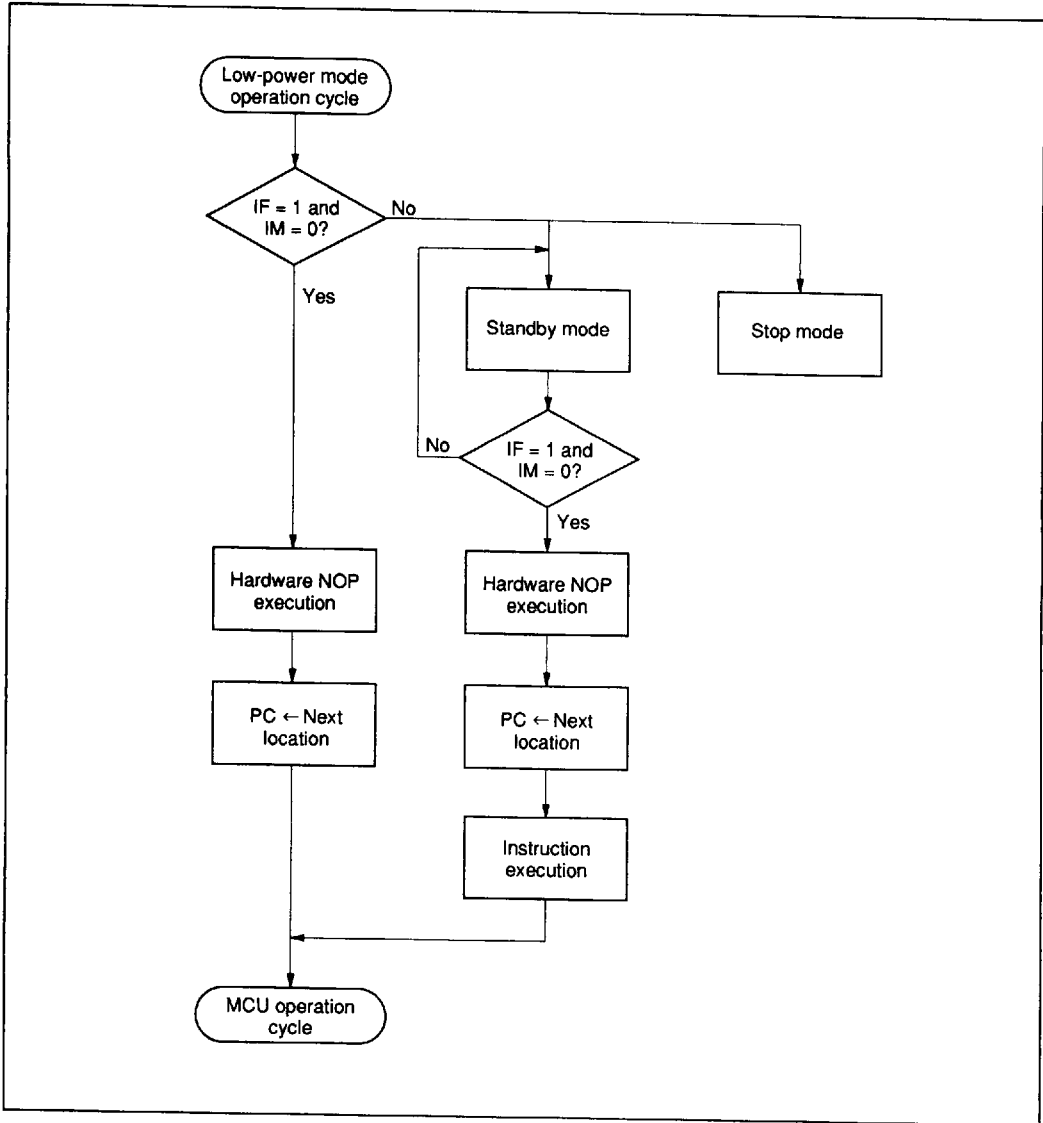 Low-power mode
operation cycle
IF = 1 and
IM = 0?
No
Yes
Standby mode
Stop mode
No
IF = 1 and
IM = 0?
Yes
Hardware NOP
execution
Hardware NOP
execution
PC ← Next
location
PC ← Next
location
Instruction
execution
MCU operation
cycle